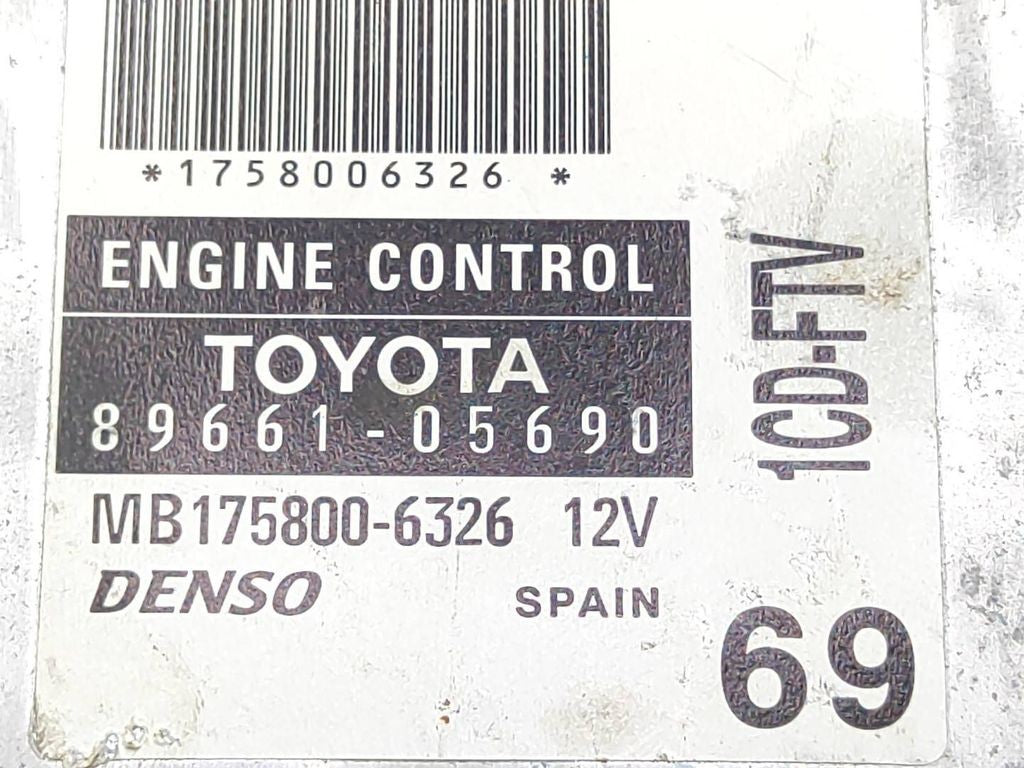 *1758006326 *
ENGINE CONTROL
TOYOTA
89661-05690
MB175800-6326 12V
DENSO SPAIN
1CD-FTV
69